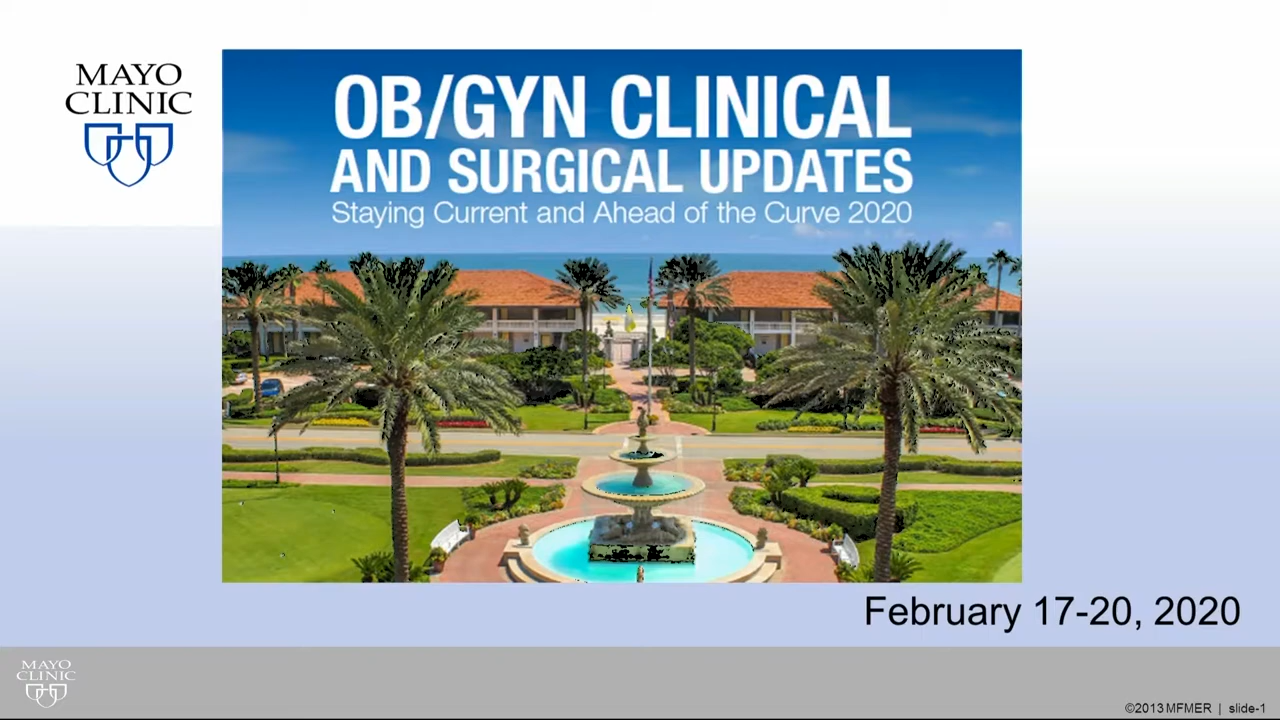 MAYO
CLINIC
OB/GYN CLINICAL
AND SURGICAL UPDATES
Staying Current and Ahead of the Curve 2020
February 17-20, 2020
MAYO
CLINIC
©2013 MFMER | slide-1